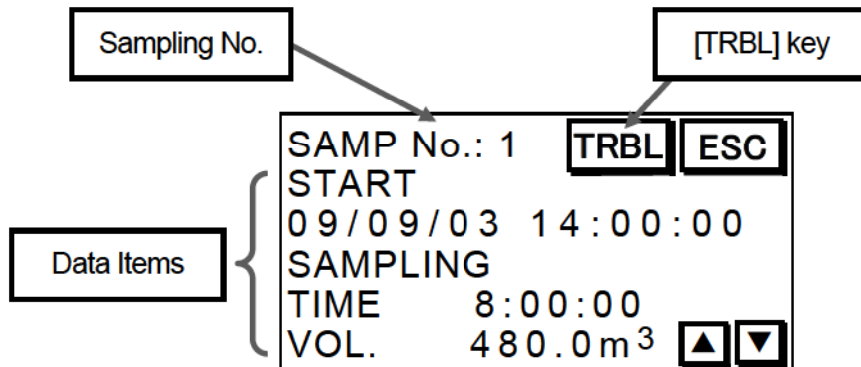 Sampling No.
[TRBL] key
SAMP No.: 1 TRBL ESC
START
09/09/03 14:00:00
Data Items
SAMPLING
TIME 8:00:00
VOL. 480.0m³ ▲ ▼